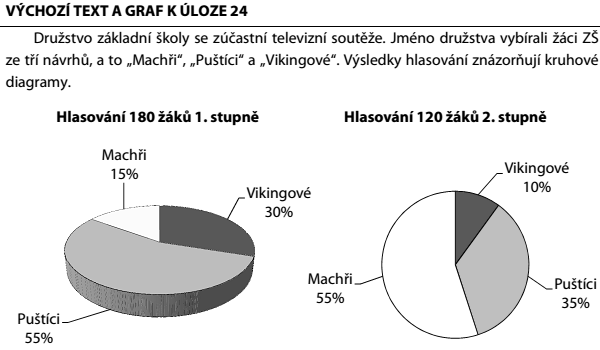 VÝCHOZÍ TEXT A GRAF K ÚLOZE 24
Družstvo základní školy se zúčastní televizní soutěže. Jméno družstva vybírali žáci ZŠ
ze tří návrhů, a to „Machři“, „Puštíci“ a „Vikingové“. Výsledky hlasování znázorňují kruhové
diagramy.
Hlasování 180 žáků 1. stupně
Machři
15%
Vikingové
30%
Puštíci
55%
Hlasování 120 žáků 2. stupně
Vikingové
10%
Machři
55%
Puštíci
35%